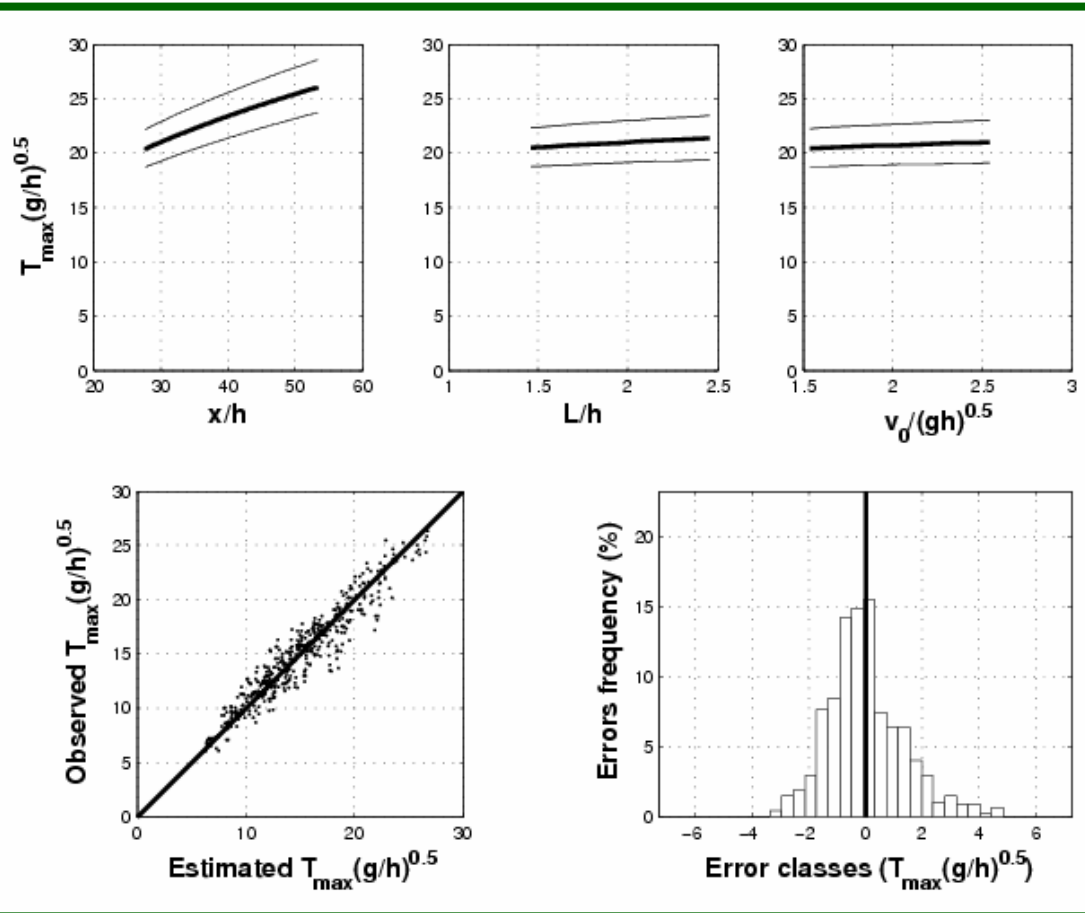 30
25
20
15
10
5
0
T_max(g/h)^0.5
20 30 40 50 60
x/h
30
25
20
15
10
5
0
1 1.5 2 2.5
L/h
30
25
20
15
10
5
0
1.5 2 2.5 3
v_0/(gh)^0.5
30
25
20
15
10
5
0
Observed T_max(g/h)^0.5
0 10 20 30
Estimated T_max(g/h)^0.5
20
15
10
5
0
Errors frequency (%)
−6 −4 −2 0 2 4 6
Error classes (T_max(g/h)^0.5)